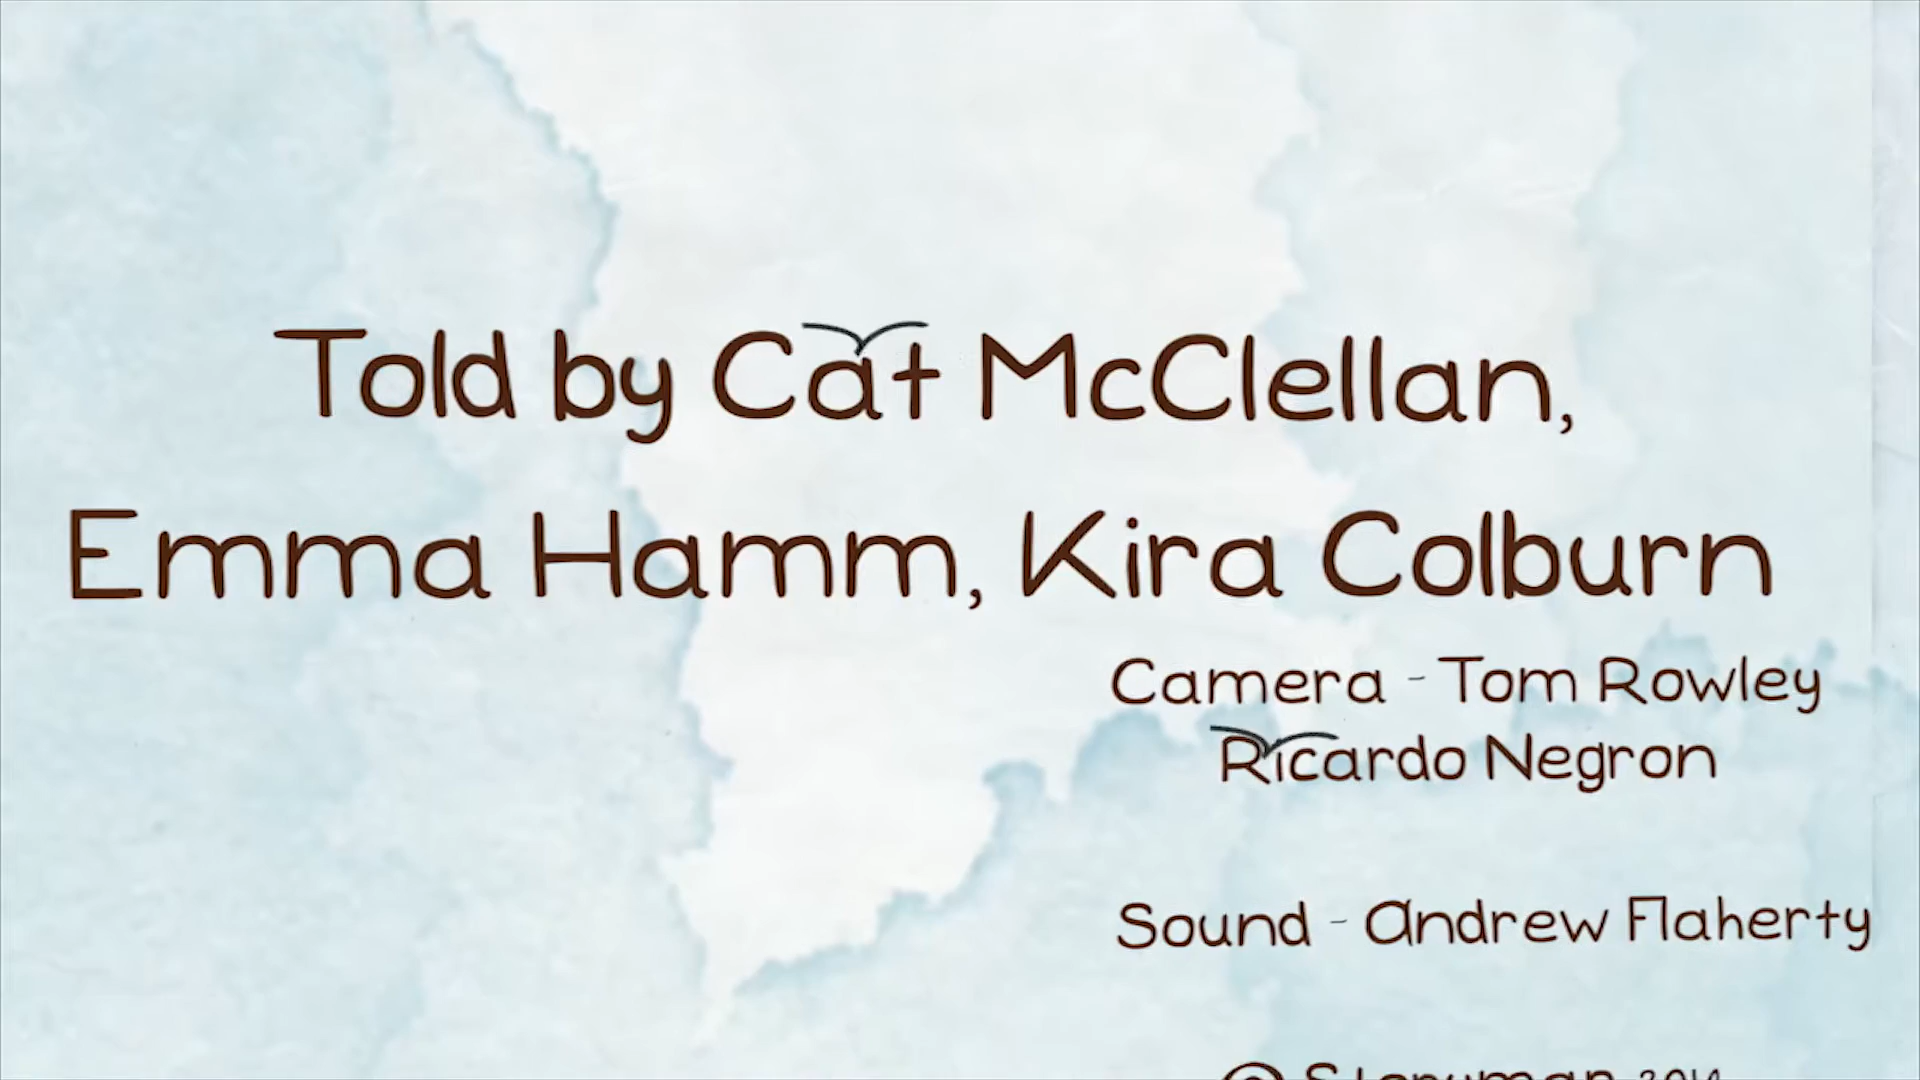 Told by Cat McClellan,
Emma Hamm, Kira Colburn
Camera - Tom Rowley
Ricardo Negron
Sound - Andrew Flaherty
©